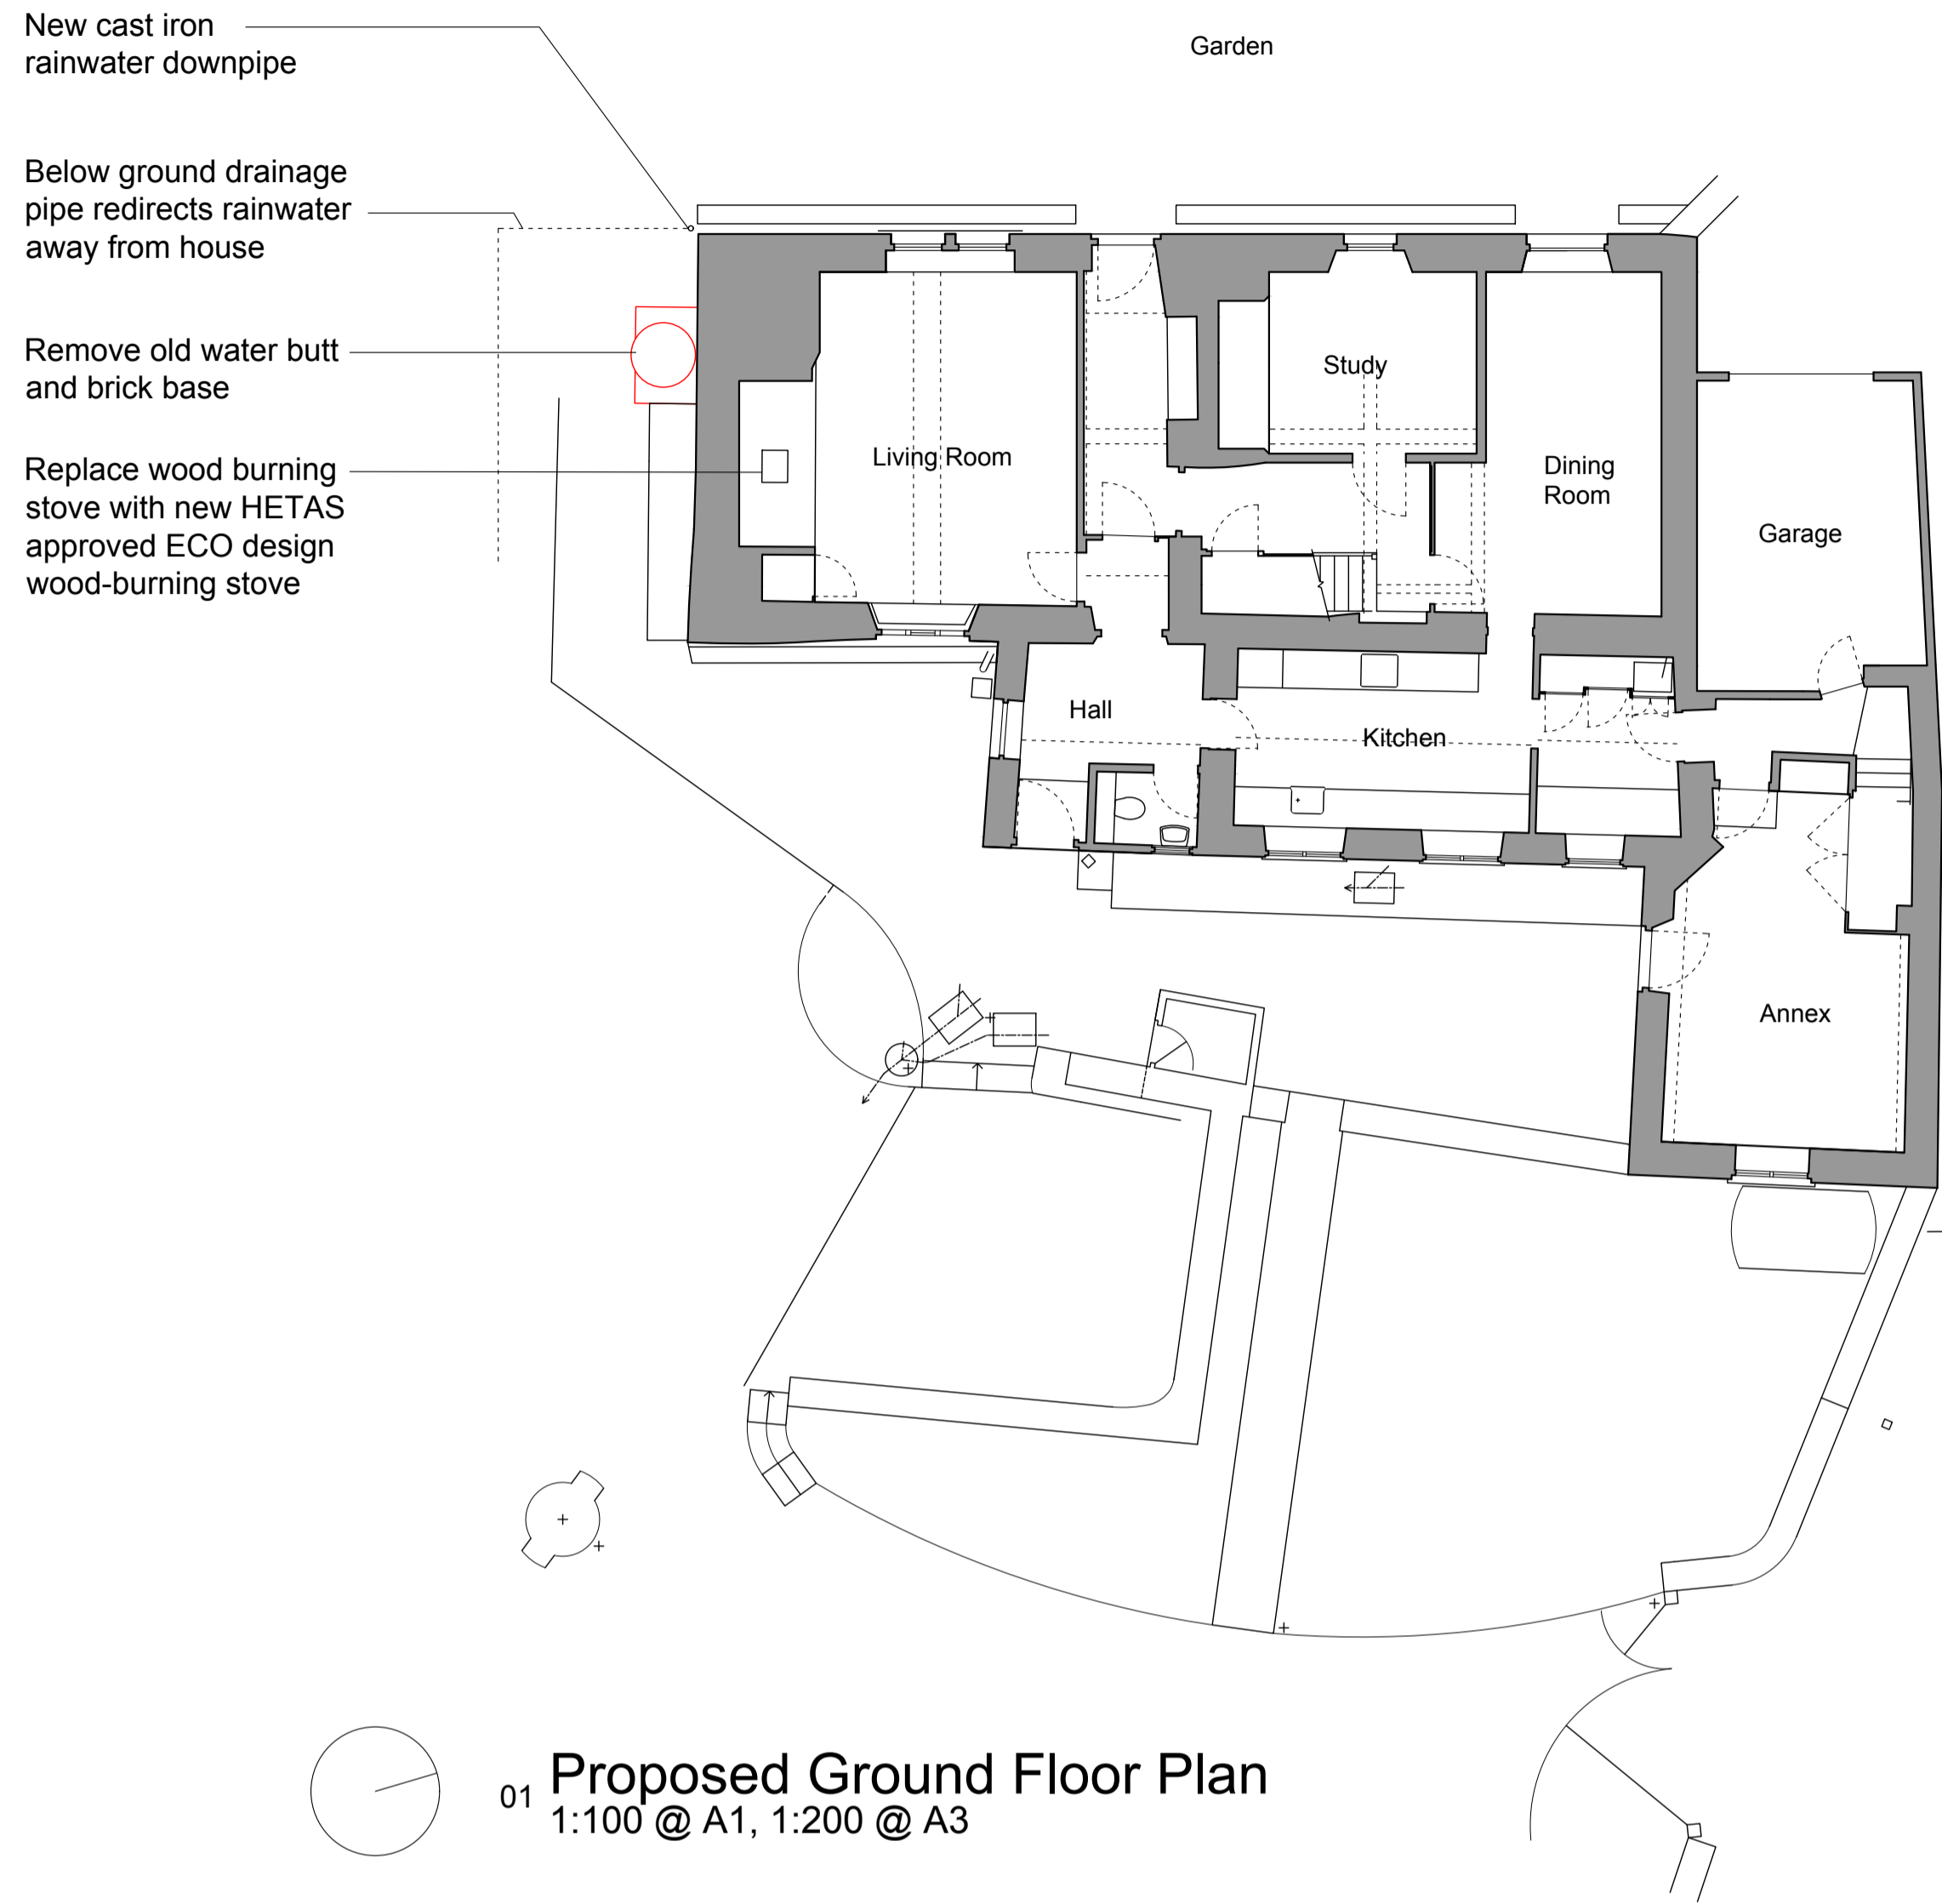 New cast iron
rainwater downpipe
Garden
Below ground drainage
pipe redirects rainwater
away from house
Remove old water butt
and brick base
Replace wood burning
stove with new HETAS
approved ECO design
wood-burning stove
Living Room
Study
Dining
Room
Garage
Hall
Kitchen
Annex
01 Proposed Ground Floor Plan
1:100 @ A1, 1:200 @ A3